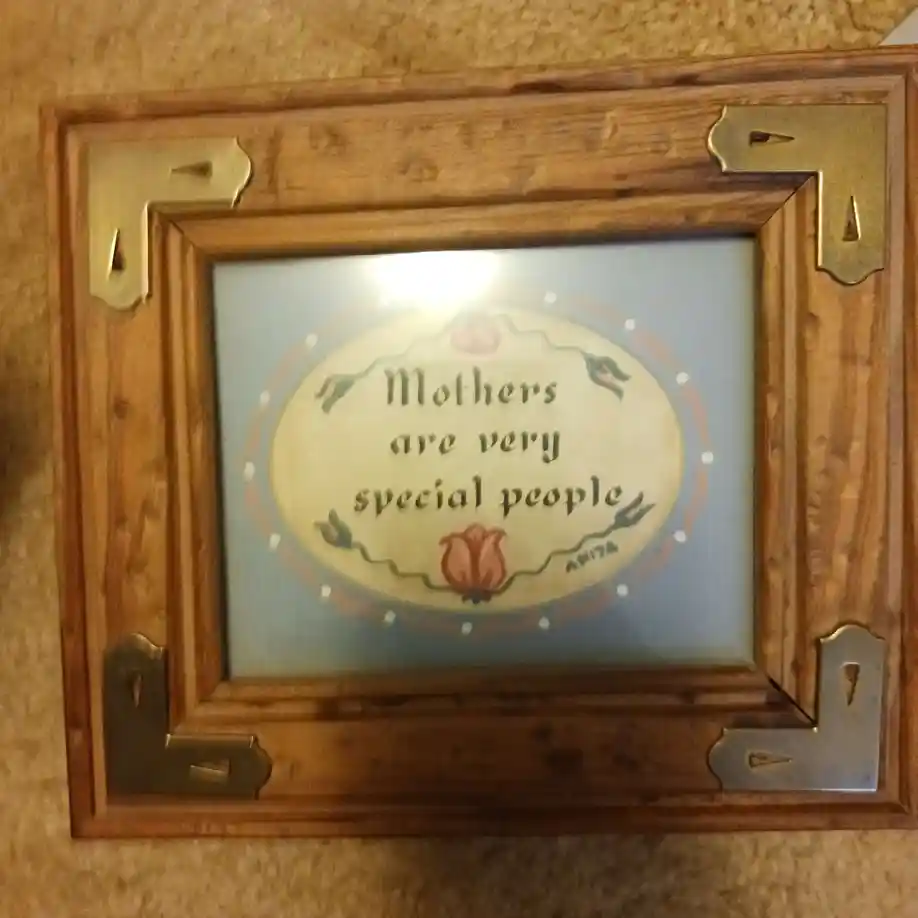 Mothers
are very
special people
ANITA